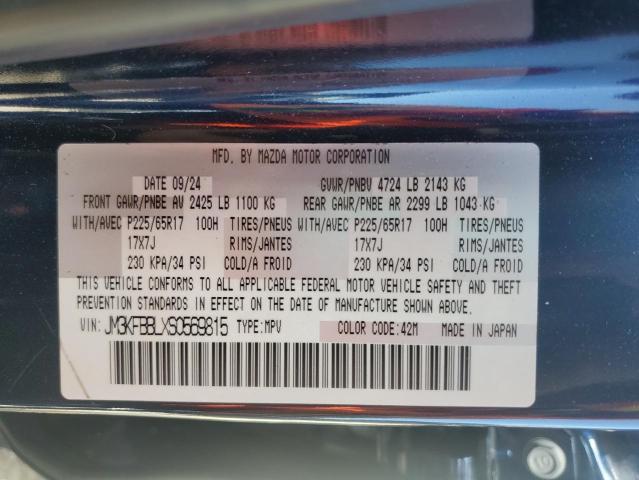 MFD. BY MAZDA MOTOR CORPORATION
DATE 09/24 GVWR/PNBV 4724 LB 2143 KG
FRONT GAWR/PNBE AV 2425 LB 1100 KG REAR GAWR/PNBE AR 2299 LB 1043 KG
WITH/AVEC P225/65R17 100H TIRES/PNEUS WITH/AVEC P225/65R17 100H TIRES/PNEUS
17X7J RIMS/JANTES 17X7J RIMS/JANTES
230 KPA/34 PSI COLD/A FROID 230 KPA/34 PSI COLD/A FROID
THIS VEHICLE CONFORMS TO ALL APPLICABLE FEDERAL MOTOR VEHICLE SAFETY AND THEFT
PREVENTION STANDARDS IN EFFECT ON THE DATE OF MANUFACTURE SHOWN ABOVE.
VIN: JM3KFBBLXS0569815 TYPE:MPV COLOR CODE:42M MADE IN JAPAN